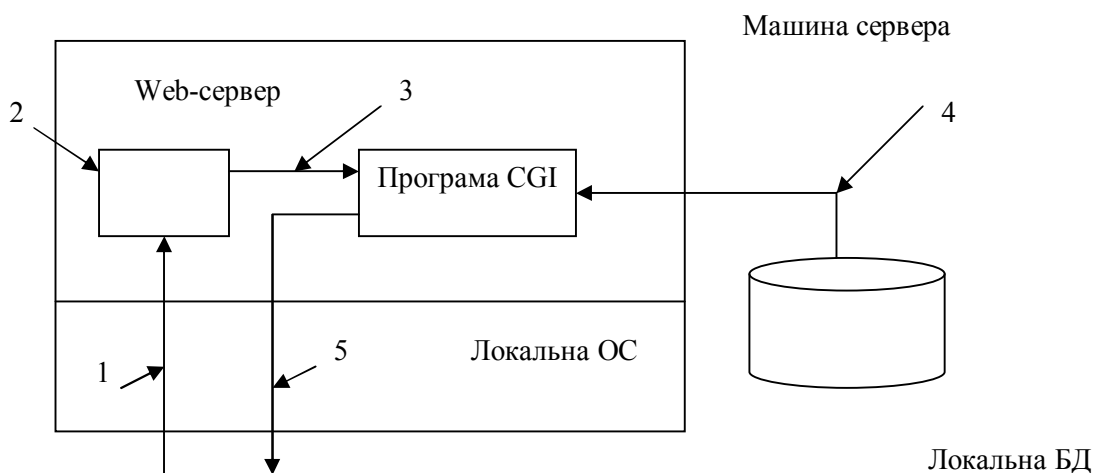 Машина сервера
Web-сервер
3
2
4
Програма CGI
1
5
Локальна ОС
Локальна БД